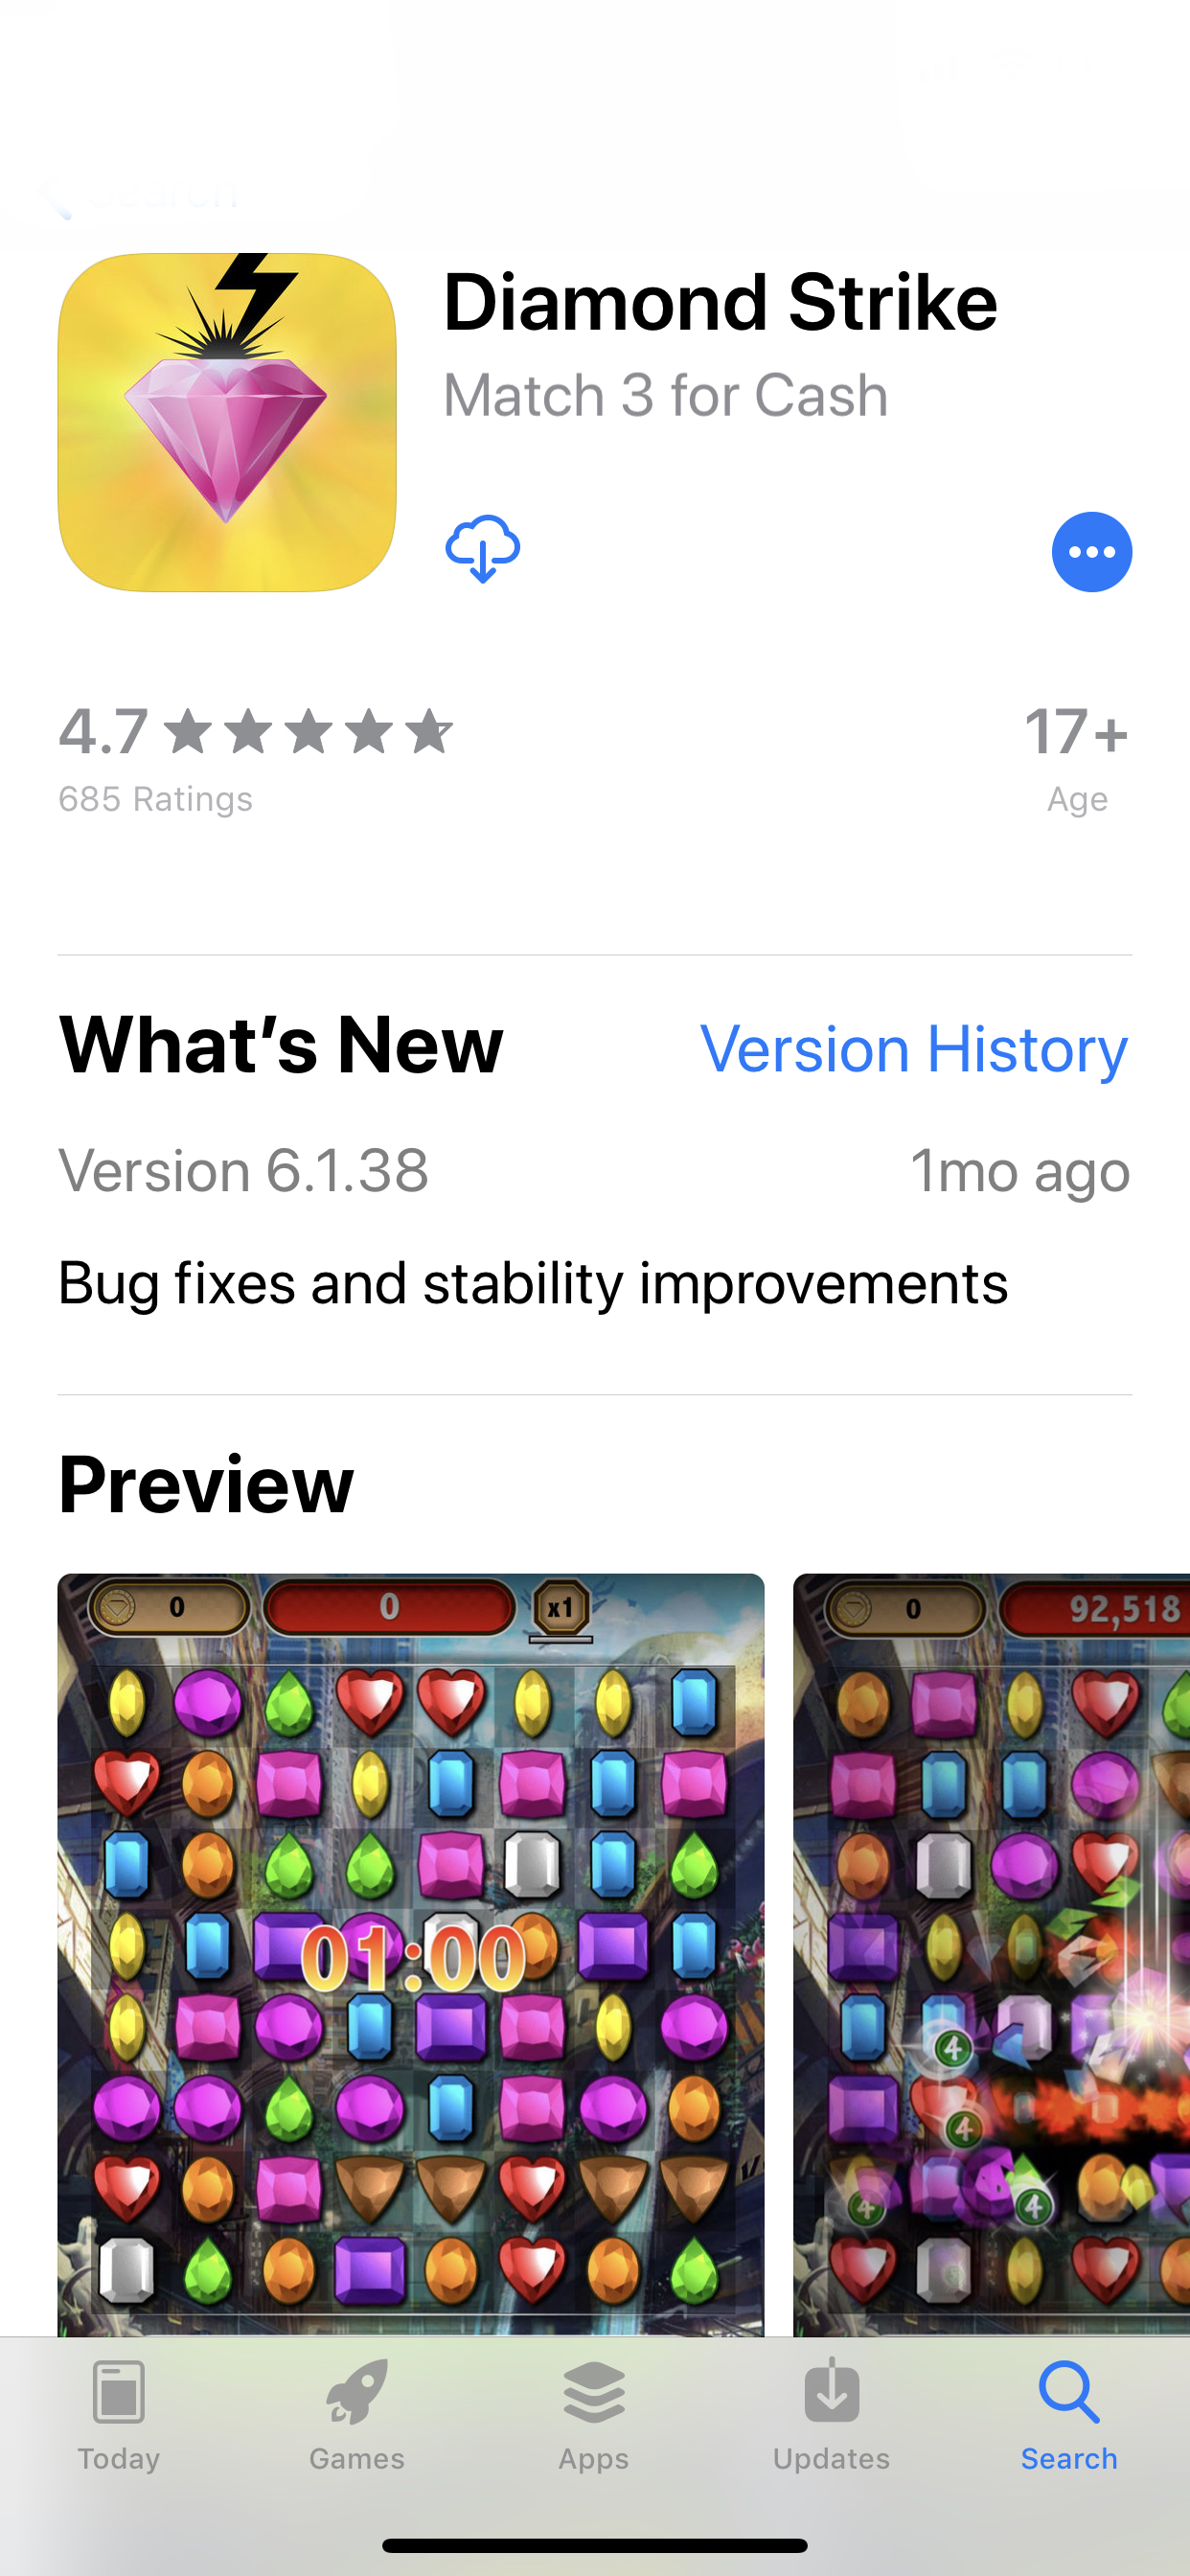 Search
Diamond Strike
Match 3 for Cash
4.7
17+
685 Ratings
Age
What's New
Version History
Version 6.1.38
1mo ago
Bug fixes and stability improvements
Preview
0
0
x1
0
92,518
01:00
4
4
4
4
Today
Games
Apps
Updates
Search